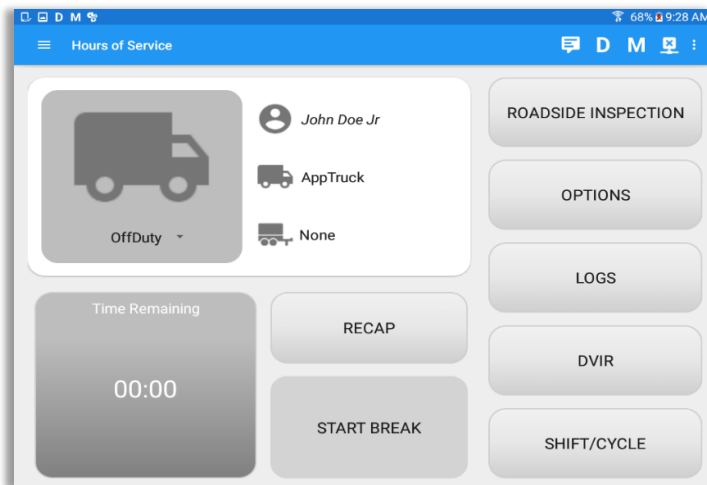 D M 68% 9:28 AM
Hours of Service D M
John Doe Jr
AppTruck
None
OffDuty
Time Remaining
00:00
RECAP
START BREAK
ROADSIDE INSPECTION
OPTIONS
LOGS
DVIR
SHIFT/CYCLE